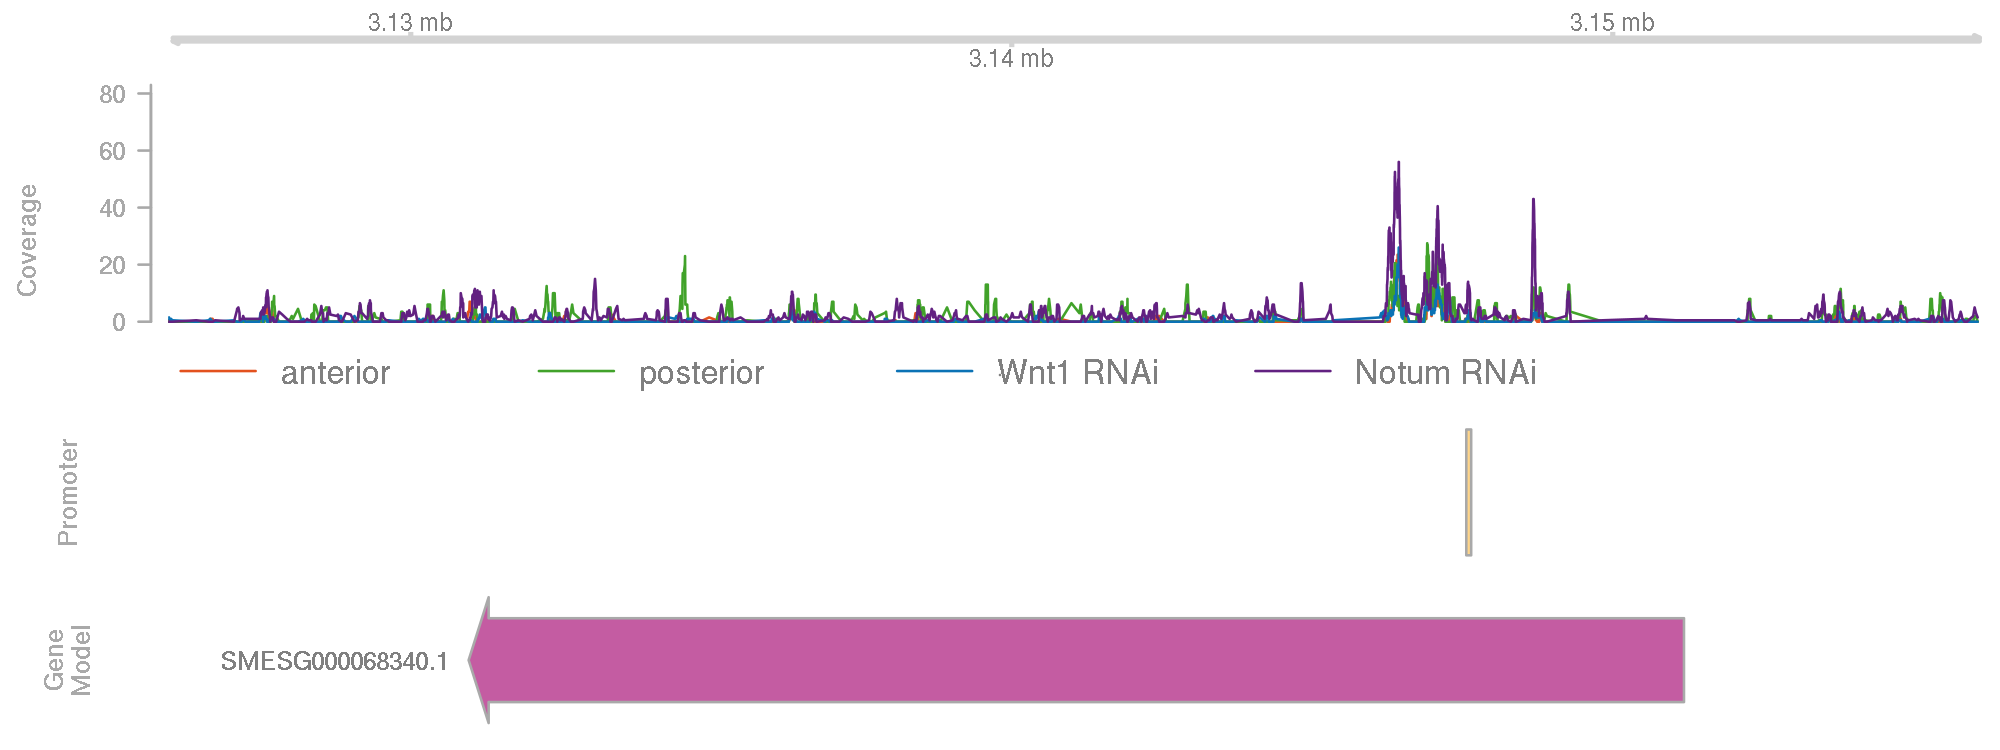 3.13 mb
3.15 mb
3.14 mb
Coverage
80
60
40
20
0
anterior
posterior
Wnt1 RNAi
Notum RNAi
Promoter
Gene
Model
SMESG000068340.1